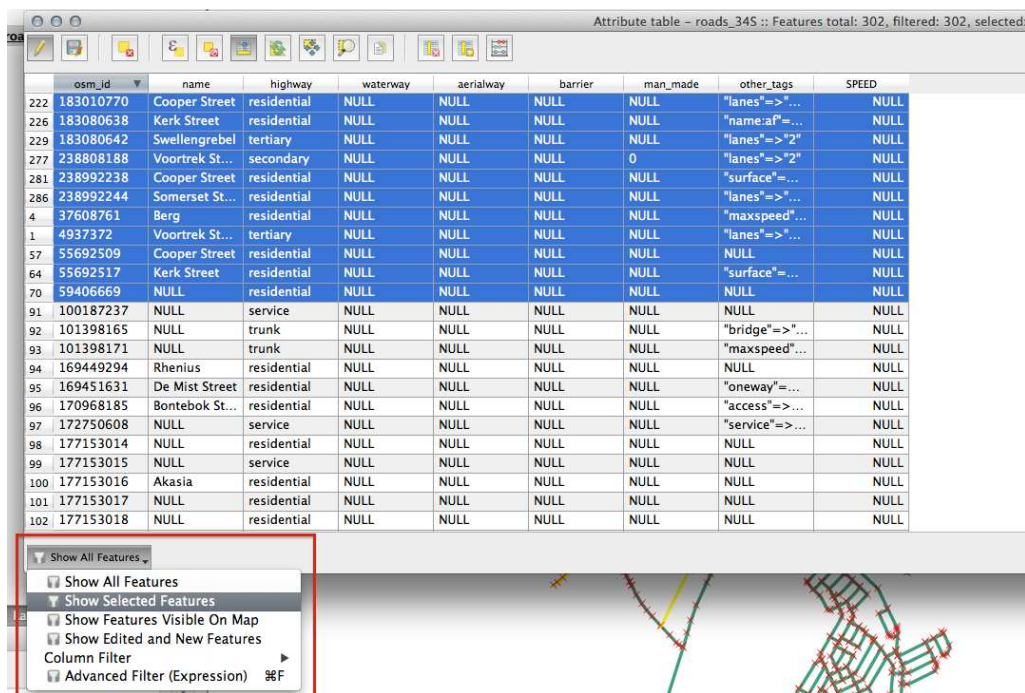 Attribute table – roads_34S :: Features total: 302, filtered: 302, selected:
osm_id name highway waterway aerialway barrier man_made other_tags SPEED
222 183010770 Cooper Street residential NULL NULL NULL NULL "lanes"=>"... NULL
226 183080638 Kerk Street residential NULL NULL NULL NULL "name:af"=... NULL
229 183080642 Swellengrebel tertiary NULL NULL NULL NULL "lanes"=>"2" NULL
277 238808188 Voortrek St... secondary NULL NULL NULL 0 "lanes"=>"2" NULL
281 238992238 Cooper Street residential NULL NULL NULL NULL "surface"=... NULL
286 238992244 Somerset St... residential NULL NULL NULL NULL "lanes"=>"... NULL
4 37608761 Berg residential NULL NULL NULL NULL "maxspeed"... NULL
1 4937372 Voortrek St... tertiary NULL NULL NULL NULL "lanes"=>"... NULL
57 55692509 Cooper Street residential NULL NULL NULL NULL NULL NULL
64 55692517 Kerk Street residential NULL NULL NULL NULL "surface"=... NULL
70 59406669 NULL residential NULL NULL NULL NULL NULL NULL
91 100187237 NULL service NULL NULL NULL NULL NULL NULL
92 101398165 NULL trunk NULL NULL NULL NULL "bridge"=>"... NULL
93 101398171 NULL trunk NULL NULL NULL NULL "maxspeed"... NULL
94 169449294 Rhenius residential NULL NULL NULL NULL NULL NULL
95 169451631 De Mist Street residential NULL NULL NULL NULL "oneway"=... NULL
96 170968185 Bontebok St... residential NULL NULL NULL NULL "access"=>... NULL
97 172750608 NULL service NULL NULL NULL NULL "service"=>... NULL
98 177153014 NULL residential NULL NULL NULL NULL NULL NULL
99 177153015 NULL service NULL NULL NULL NULL NULL NULL
100 177153016 Akasia residential NULL NULL NULL NULL NULL NULL
101 177153017 NULL residential NULL NULL NULL NULL NULL NULL
102 177153018 NULL residential NULL NULL NULL NULL NULL NULL
Show All Features
Show All Features
Show Selected Features
Show Features Visible On Map
Show Edited and New Features
Column Filter
Advanced Filter (Expression) ⌘F